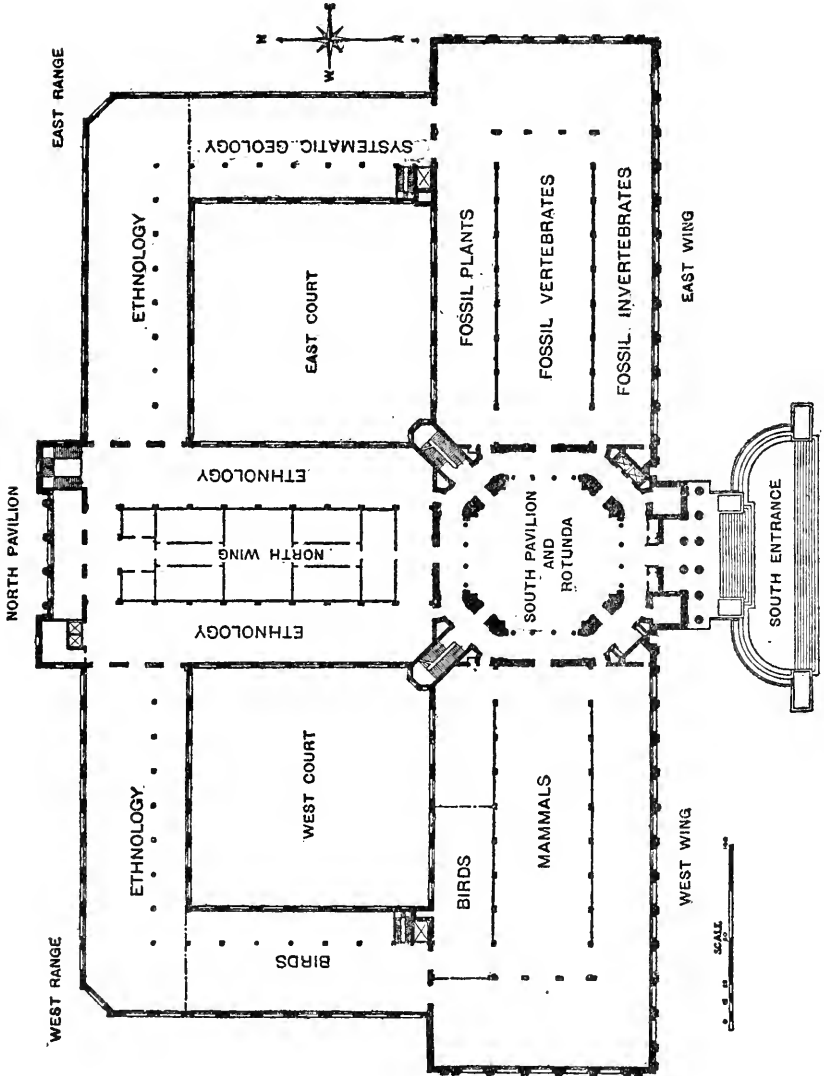 EAST RANGE
NORTH PAVILION
WEST RANGE
N
E
W
S
ETHNOLOGY
SYSTEMATIC GEOLOGY
EAST COURT
ETHNOLOGY
NORTH WING
ETHNOLOGY
ETHNOLOGY
WEST COURT
BIRDS
FOSSIL PLANTS
FOSSIL VERTEBRATES
FOSSIL INVERTEBRATES
SOUTH PAVILION
AND
ROTUNDA
BIRDS
MAMMALS
EAST WING
SOUTH ENTRANCE
WEST WING
SCALE